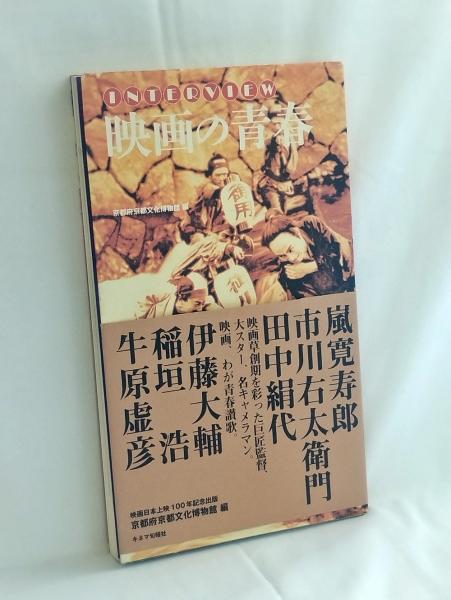 INTERVIEW
映画の青春
京都府京都文化博物館 編
御用
嵐寛寿郎
市川右太衛門
田中絹代
映画草創期を彩った巨匠監督、
大スター、名キャメラマン。
映画、わが青春讃歌。
伊藤大輔
稲垣 浩
牛原虚彦
映画日本上映100年記念出版
京都府京都文化博物館 編
キネマ旬報社